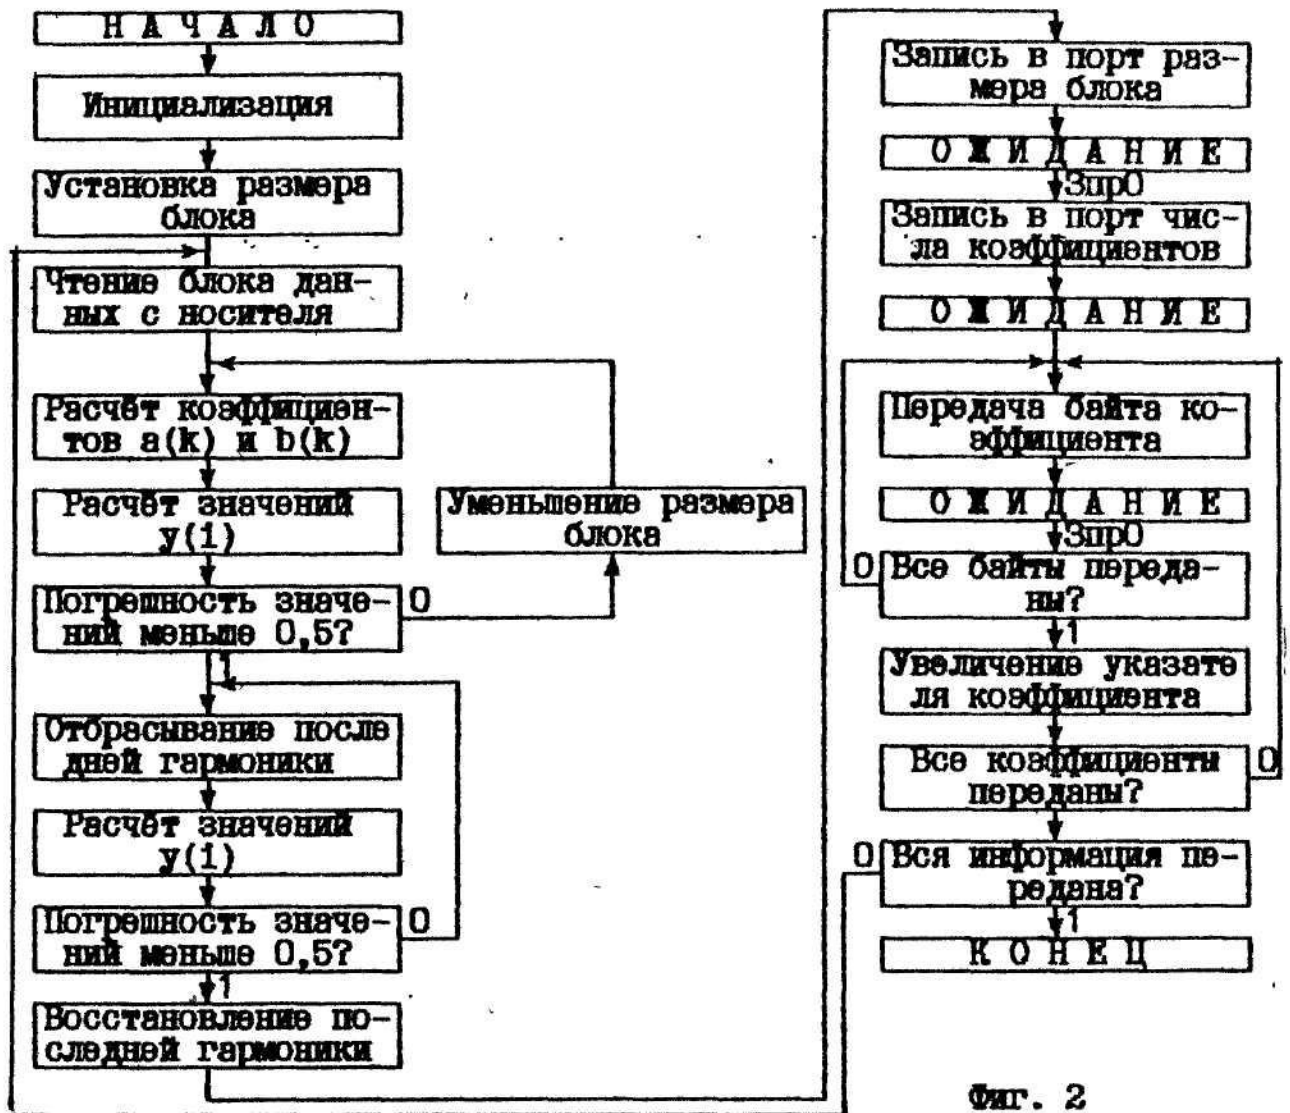 Н А Ч А Л О
Инициализация
Установка размера
блока
Чтение блока дан-
ных с носителя
Расчёт коэффициен-
тов a(k) и b(k)
Расчёт значений
y(i)
Погрешность значе-
ний меньше 0,5?
0
1
Уменьшение размера
блока
Отбрасывание после
дней гармоники
Расчёт значений
y(i)
Погрешность значе-
ний меньше 0,5?
0
1
Восстановление по-
следней гармоники
Запись в порт раз-
мера блока
О Ж И Д А Н И Е
Зпр0
Запись в порт чис-
ла коэффициентов
О Ж И Д А Н И Е
Передача байта ко-
эффициента
О Ж И Д А Н И Е
Зпр0
0
Все байты переда-
ны?
1
Увеличение указате
ля коэффициента
Все коэффициенты
переданы?
0
0
Вся информация пе-
редана?
1
К О Н Е Ц
Фиг. 2